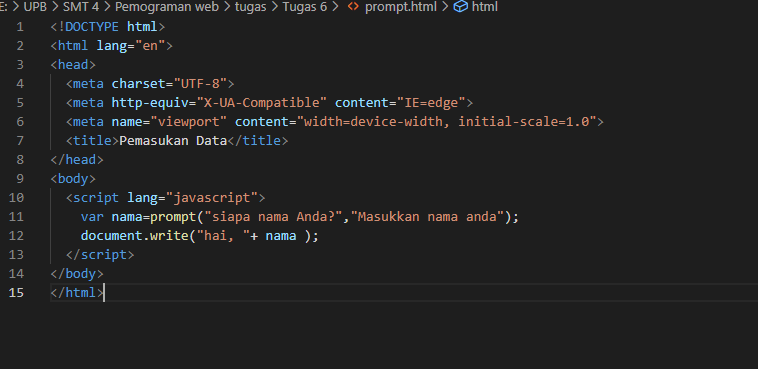 E: > UPB > SMT 4 > Pemograman web > tugas > Tugas 6 > <> prompt.html > html
1 <!DOCTYPE html>
2 <html lang="en">
3 <head>
4 <meta charset="UTF-8">
5 <meta http-equiv="X-UA-Compatible" content="IE=edge">
6 <meta name="viewport" content="width=device-width, initial-scale=1.0">
7 <title>Pemasukan Data</title>
8 </head>
9 <body>
10 <script lang="javascript">
11 var nama=prompt("siapa nama Anda?","Masukkan nama anda");
12 document.write("hai, "+ nama );
13 </script>
14 </body>
15 </html>